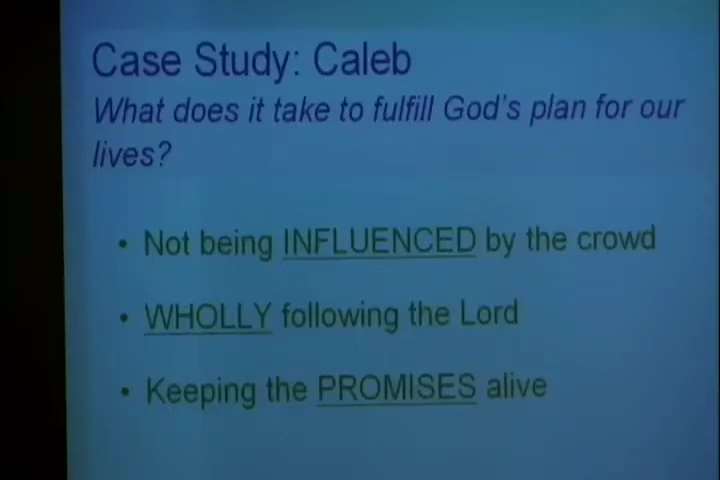 Case Study: Caleb
What does it take to fulfill God's plan for our
lives?
• Not being INFLUENCED by the crowd
• WHOLLY following the Lord
• Keeping the PROMISES alive